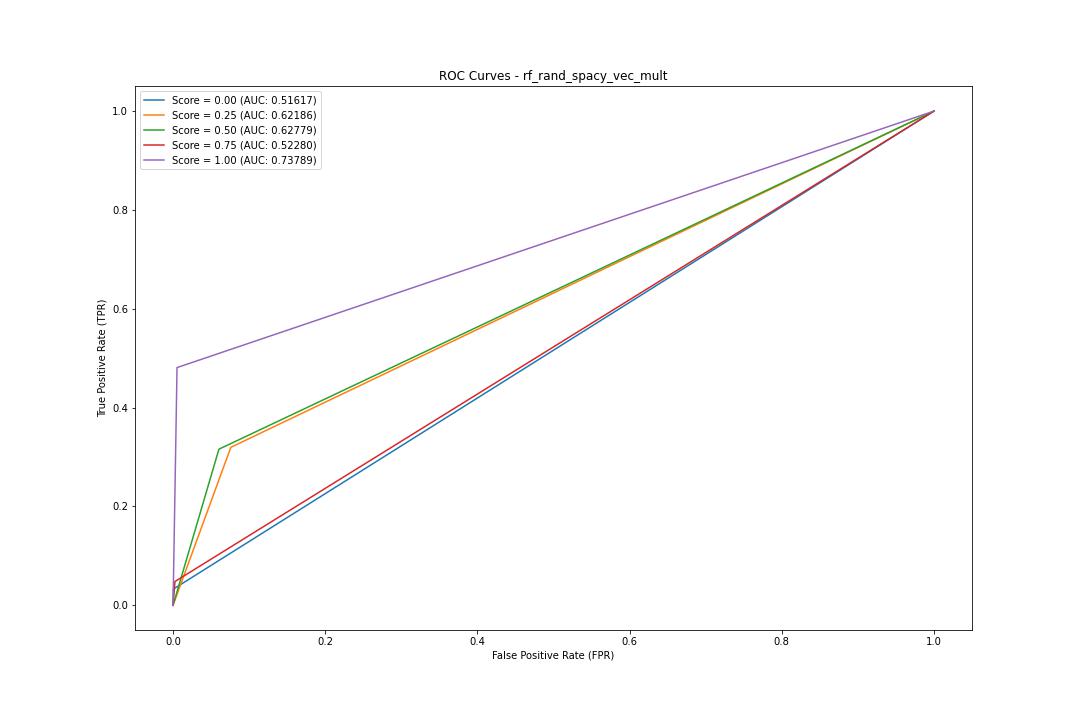 ROC Curves - rf_rand_spacy_vec_mult
Score = 0.00 (AUC: 0.51617)
Score = 0.25 (AUC: 0.62186)
Score = 0.50 (AUC: 0.62779)
Score = 0.75 (AUC: 0.52280)
Score = 1.00 (AUC: 0.73789)
1.0
0.8
0.6
0.4
0.2
0.0
True Positive Rate (TPR)
0.0 0.2 0.4 0.6 0.8 1.0
False Positive Rate (FPR)